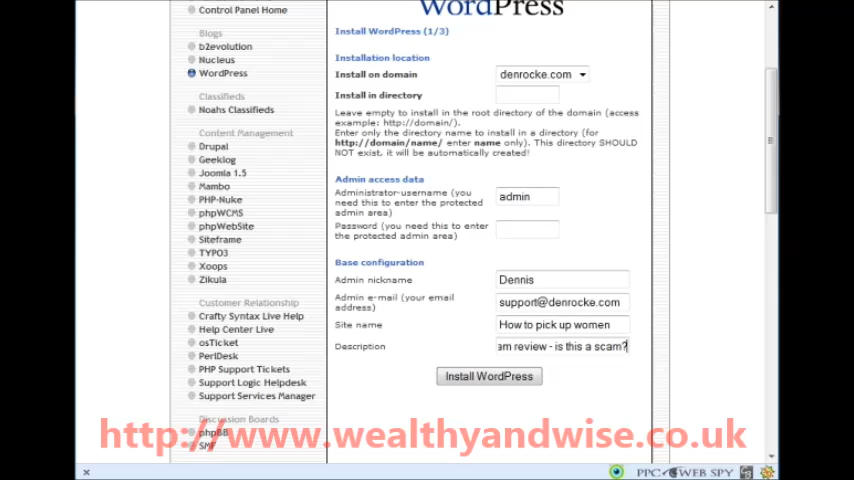 WordPress
Control Panel Home
Blogs
b2evolution
Nucleus
WordPress
Classifieds
Noahs Classifieds
Content Management
Drupal
Geeklog
Joomla 1.5
Mambo
PHP-Nuke
phpWCMS
phpWebSite
Siteframe
TYPO3
Xoops
Zikula
Customer Relationship
Crafty Syntax Live Help
Help Center Live
osTicket
PerlDesk
PHP Support Tickets
Support Logic Helpdesk
Support Services Manager
Discussion Boards
phpBB
SMF
Install WordPress (1/3)
Installation location
Install on domain denrocke.com
Install in directory
Leave empty to install in the root directory of the domain (access
example: http://domain/).
Enter only the directory name to install in a directory (for
http://domain/name/ enter name only). This directory SHOULD
NOT exist, it will be automatically created!
Admin access data
Administrator-username (you
need this to enter the protected
admin area)
admin
Password (you need this to enter
the protected admin area)
Base configuration
Admin nickname Dennis
Admin e-mail (your email
address)
support@denrocke.com
Site name How to pick up women
Description am review - is this a scam?
Install WordPress
http://www.wealthyandwise.co.uk
PPC WEB SPY